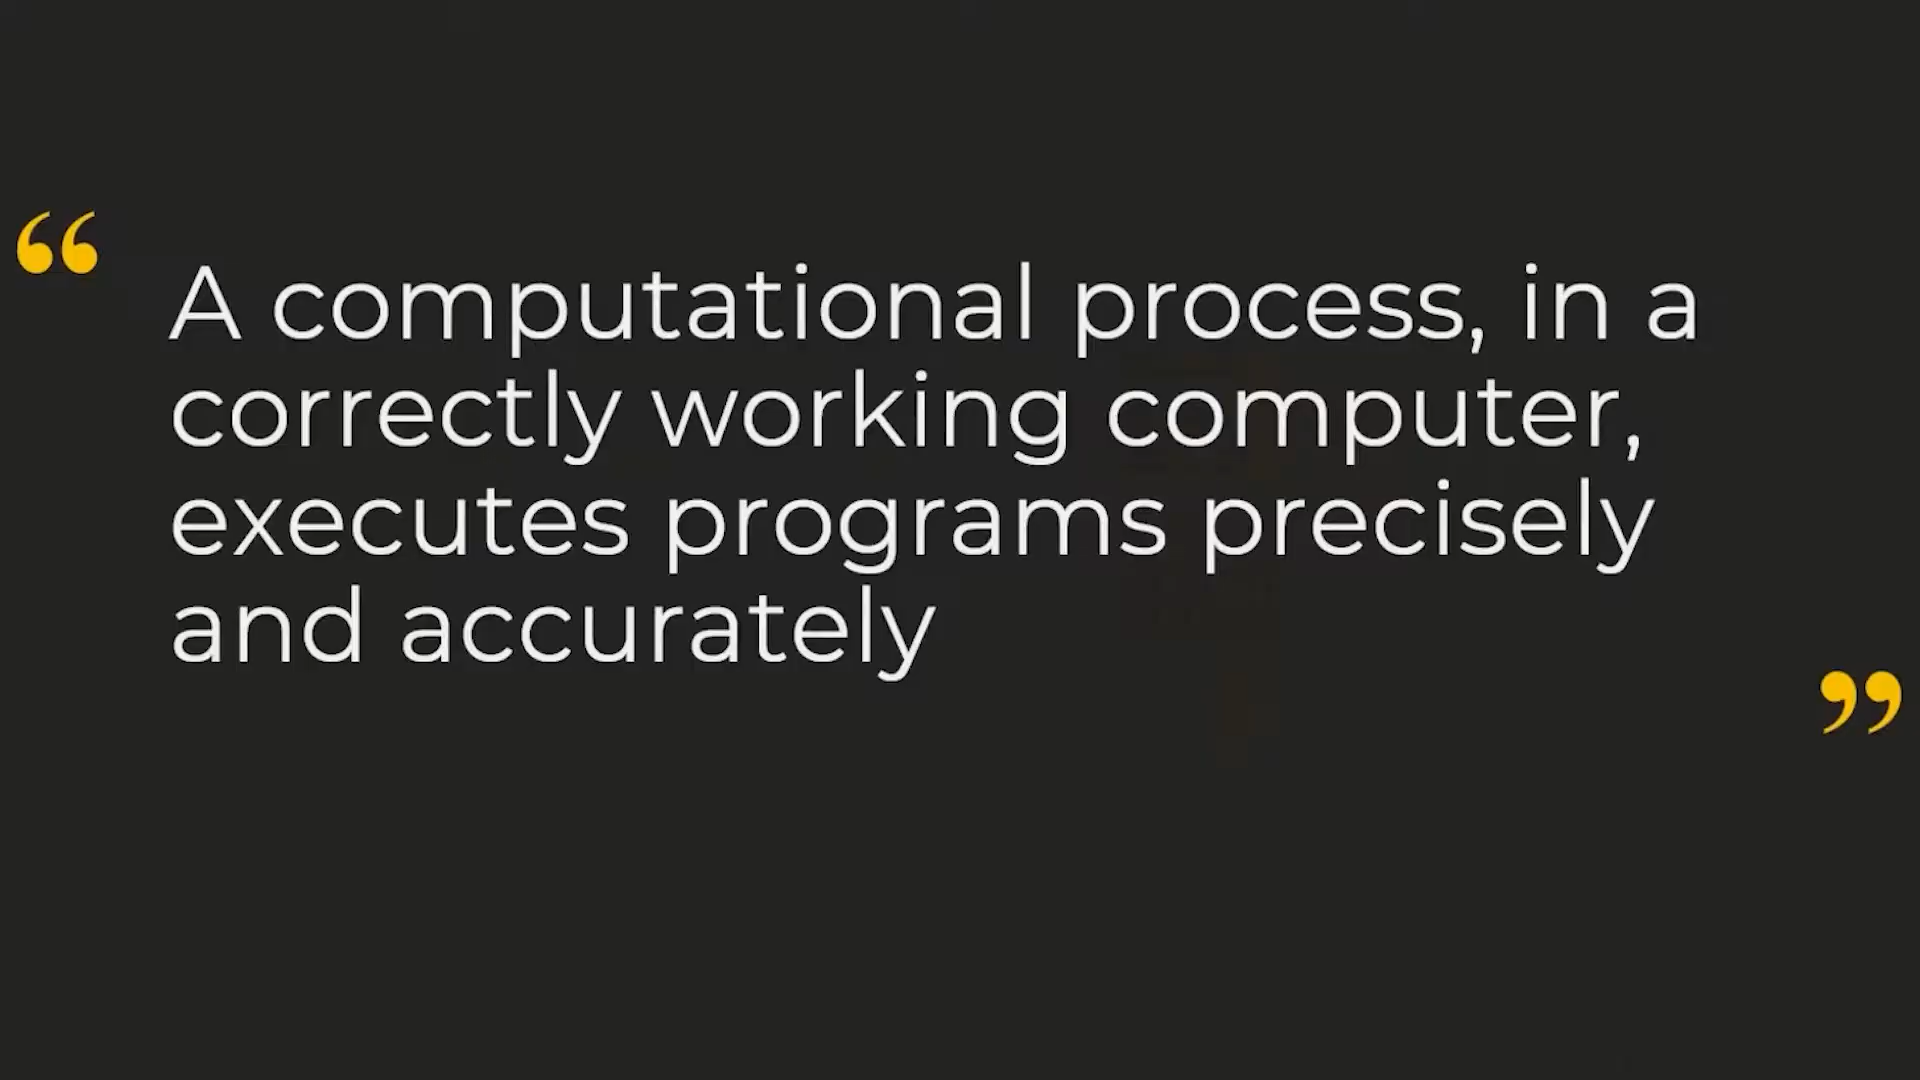 “A computational process, in a
correctly working computer,
executes programs precisely
and accurately”